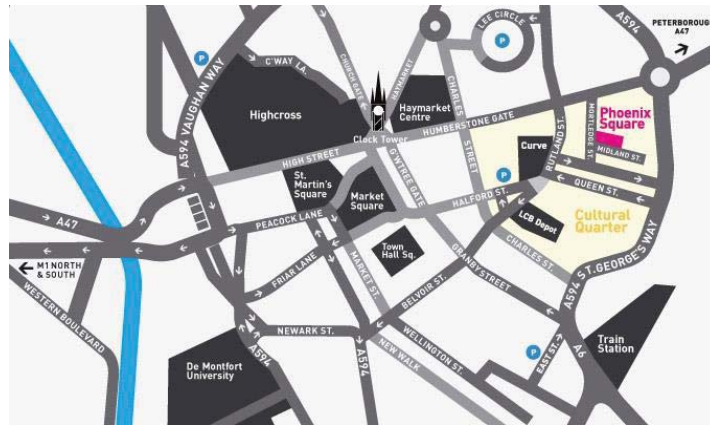 A594
PETERBOROUGH
A47
LEE CIRCLE
P
P
A594 VAUGHAN WAY
C'WAY LA.
CHURCH GATE
HAYMARKET
CHARLES
STREET
Highcross
Haymarket
Centre
HUMBERSTONE GATE
Clock Tower
RUTLAND ST.
MORTLEDGE ST.
Phoenix
Square
MIDLAND ST.
Curve
HIGH STREET
G'WTREE GATE
St.
Martin's
Square
Market
Square
P
HALFORD ST.
QUEEN ST.
A47
PEACOCK LANE
LCB Depot
Cultural
Quarter
Town
Hall Sq.
CHARLES ST.
GRANBYSTREET
M1 NORTH
& SOUTH
FRIAR LANE
MARKET ST.
BELVOIR ST.
A594 ST.GEORGE'S WAY
WESTERN BOULEVARD
NEWARK ST.
A594
A594
WELLINGTON ST.
NEW WALK
P
EAST ST.
A6
Train
Station
De Montfort
University